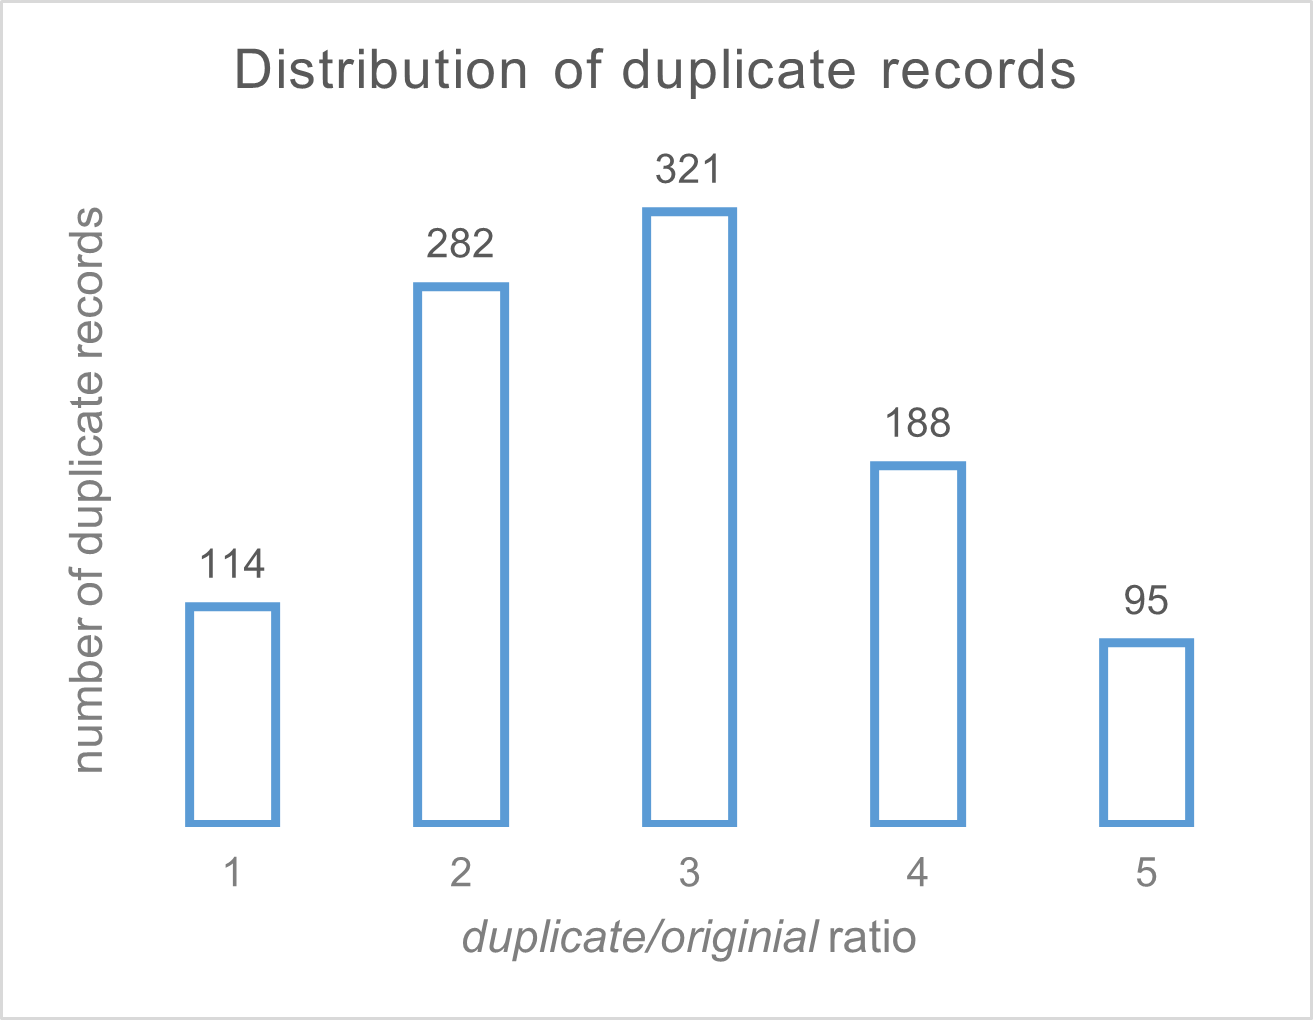 Distribution of duplicate records
number of duplicate records
321
282
188
114
95
1 2 3 4 5
duplicate/originial ratio